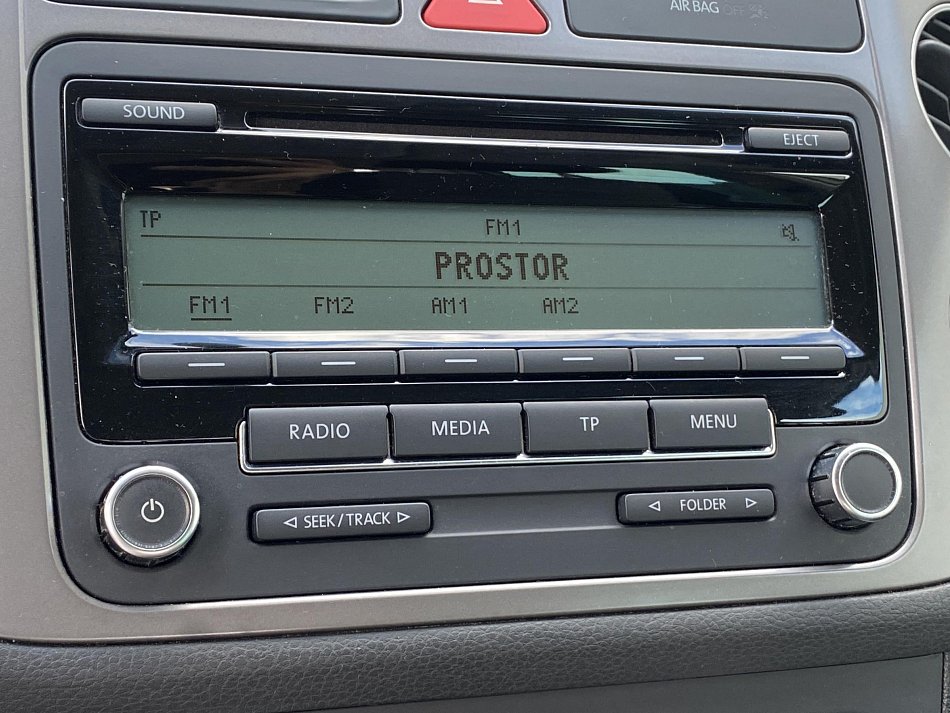 AIR BAG OFF
SOUND
EJECT
TP FM1
PROSTOR
FM1 FM2 AM1 AM2
RADIO MEDIA TP MENU
SEEK/TRACK
FOLDER